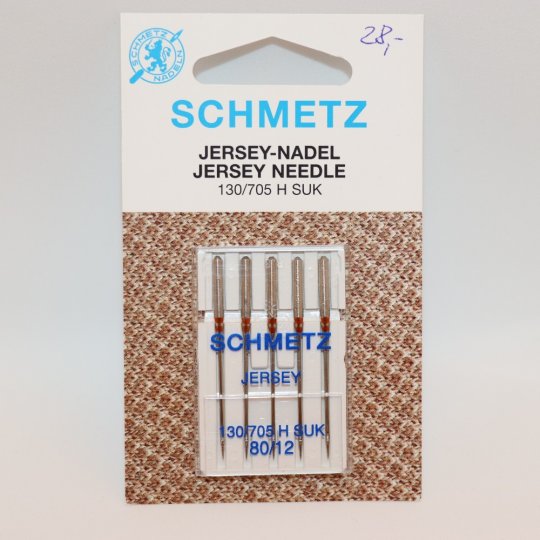 SCHMETZ
NADELN
28,-
SCHMETZ
JERSEY-NADEL
JERSEY NEEDLE
130/705 H SUK
SCHMETZ
JERSEY
130/705 H SUK
80/12